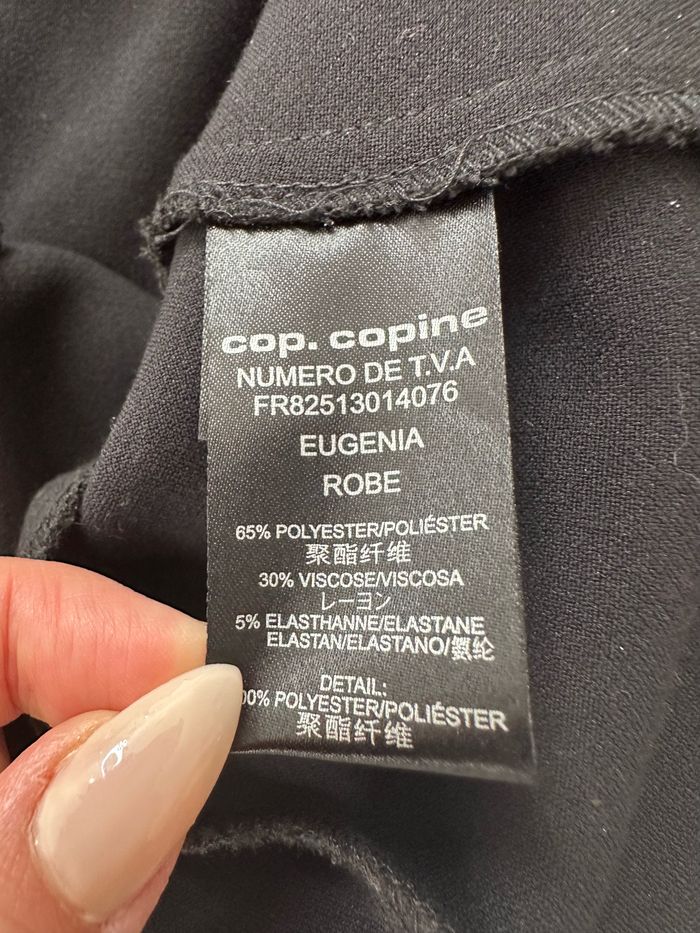 cop. copine
NUMERO DE T.V.A
FR82513014076
EUGENIA
ROBE
65% POLYESTER/POLIÉSTER
聚酯纤维
30% VISCOSE/VISCOSA
レーヨン
5% ELASTHANNE/ELASTANE
ELASTAN/ELASTANO/氨纶
DETAIL:
00% POLYESTER/POLIÉSTER
聚酯纤维